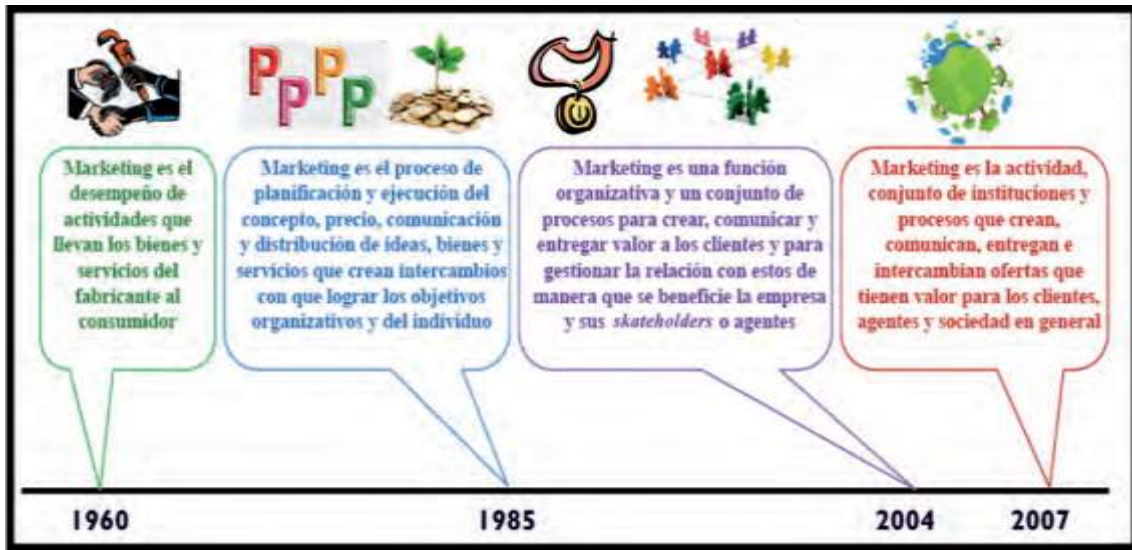 P P P P
Marketing es el
desempeño de
actividades que
llevan los bienes y
servicios del
fabricante al
consumidor
Marketing es el proceso de
planificación y ejecución del
concepto, precio, comunicación
y distribución de ideas, bienes y
servicios que crean intercambios
con que lograr los objetivos
organizativos y del individuo
Marketing es una función
organizativa y un conjunto de
procesos para crear, comunicar y
entregar valor a los clientes y para
gestionar la relación con estos de
manera que se beneficie la empresa
y sus skateholders o agentes
Marketing es la actividad,
conjunto de instituciones y
procesos que crean,
comunican, entregan e
intercambian ofertas que
tienen valor para los clientes,
agentes y sociedad en general
1960
1985
2004
2007